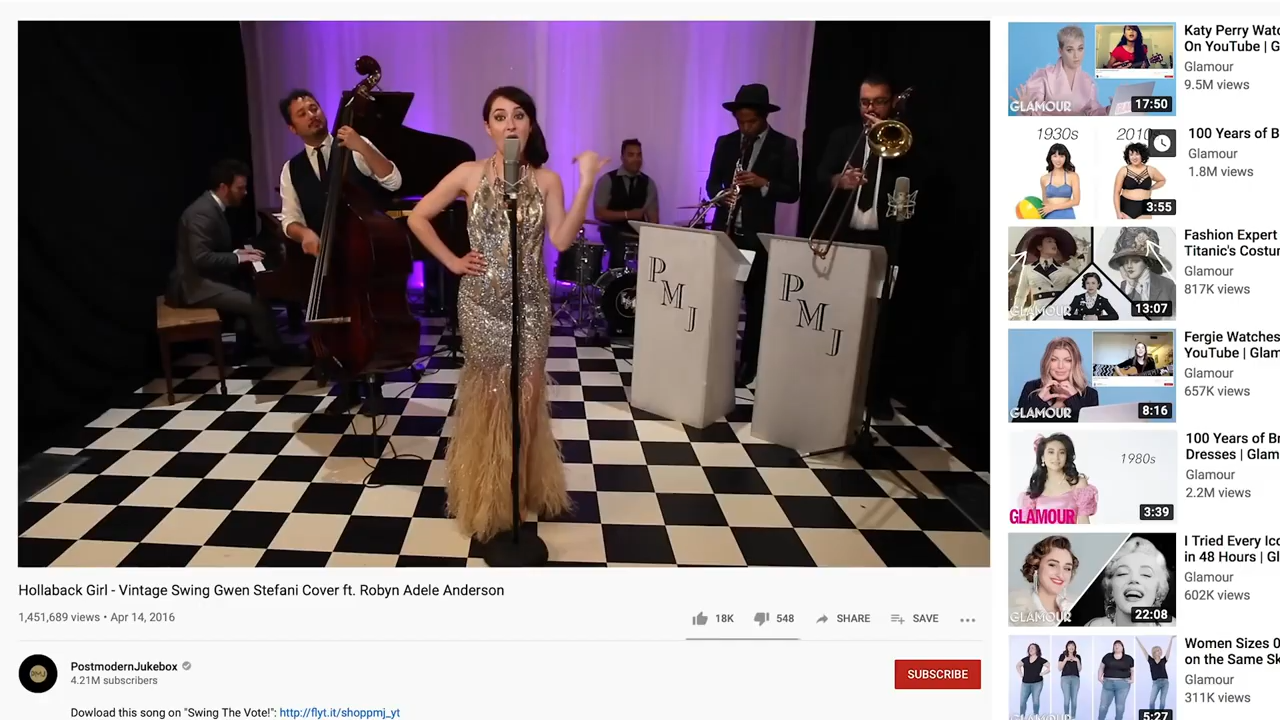 PMJ
PMJ
Hollaback Girl - Vintage Swing Gwen Stefani Cover ft. Robyn Adele Anderson
1,451,689 views • Apr 14, 2016
18K
548
SHARE
SAVE
PostmodernJukebox
4.21M subscribers
SUBSCRIBE
Dowload this song on "Swing The Vote!": http://flyt.it/shoppmj_yt
GLAMOUR
17:50
Katy Perry Watc
On YouTube | G
Glamour
9.5M views
1930s
2010
3:55
100 Years of B
Glamour
1.8M views
GLAMOUR
13:07
Fashion Expert
Titanic's Costu
Glamour
817K views
GLAMOUR
8:16
Fergie Watches
YouTube | Glam
Glamour
657K views
1980s
GLAMOUR
3:39
100 Years of Br
Dresses | Glam
Glamour
2.2M views
GLAMOUR
22:08
I Tried Every Ico
in 48 Hours | Gl
Glamour
602K views
GLAMOUR
5:27
Women Sizes 0
on the Same Sk
Glamour
311K views